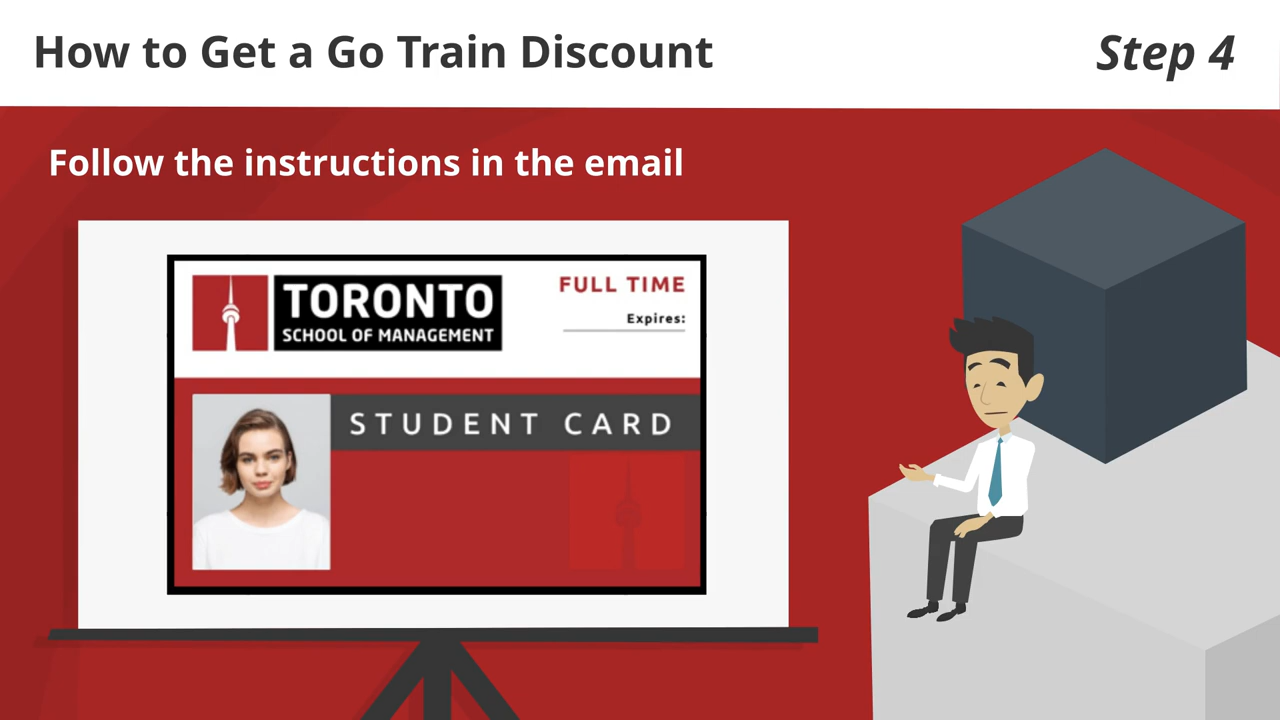 How to Get a Go Train Discount
Step 4
Follow the instructions in the email
TORONTO
SCHOOL OF MANAGEMENT
FULL TIME
Expires:
STUDENT CARD